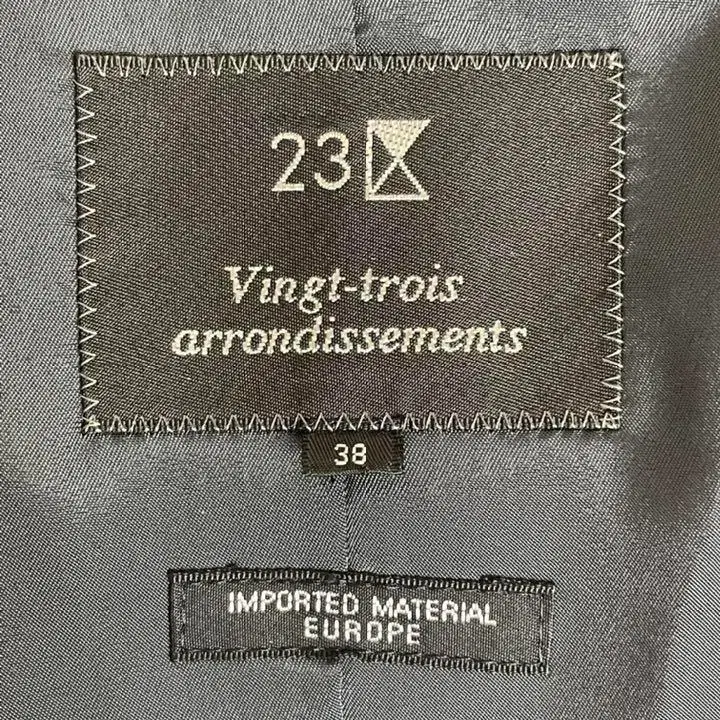 23
Vingt-trois
arrondissements
38
IMPORTED MATERIAL
EUROPE